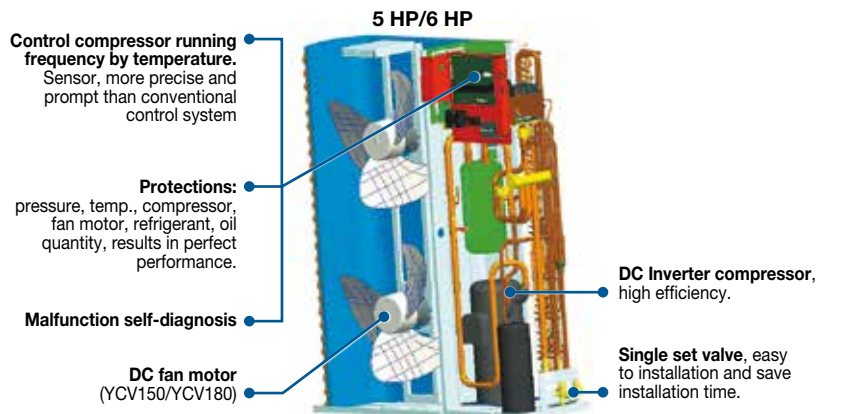 5 HP/6 HP
Control compressor running
frequency by temperature.
Sensor, more precise and
prompt than conventional
control system
Protections:
pressure, temp., compressor,
fan motor, refrigerant, oil
quantity, results in perfect
performance.
Malfunction self-diagnosis
DC fan motor
(YCV150/YCV180)
DC Inverter compressor,
high efficiency.
Single set valve, easy
to installation and save
installation time.